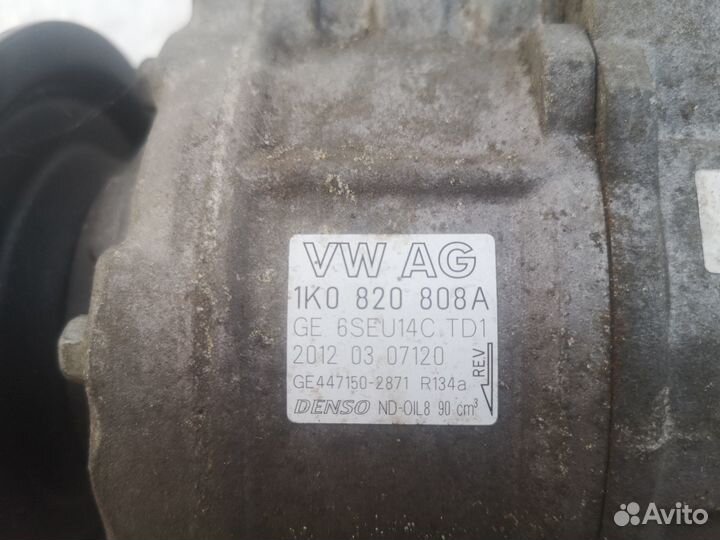 VW AG
1K0 820 808A
GE 6SEU14C TD1
2012 03 07120
GE447150-2871 R134a
DENSO ND-OIL8 90 cm³
REV
Avito